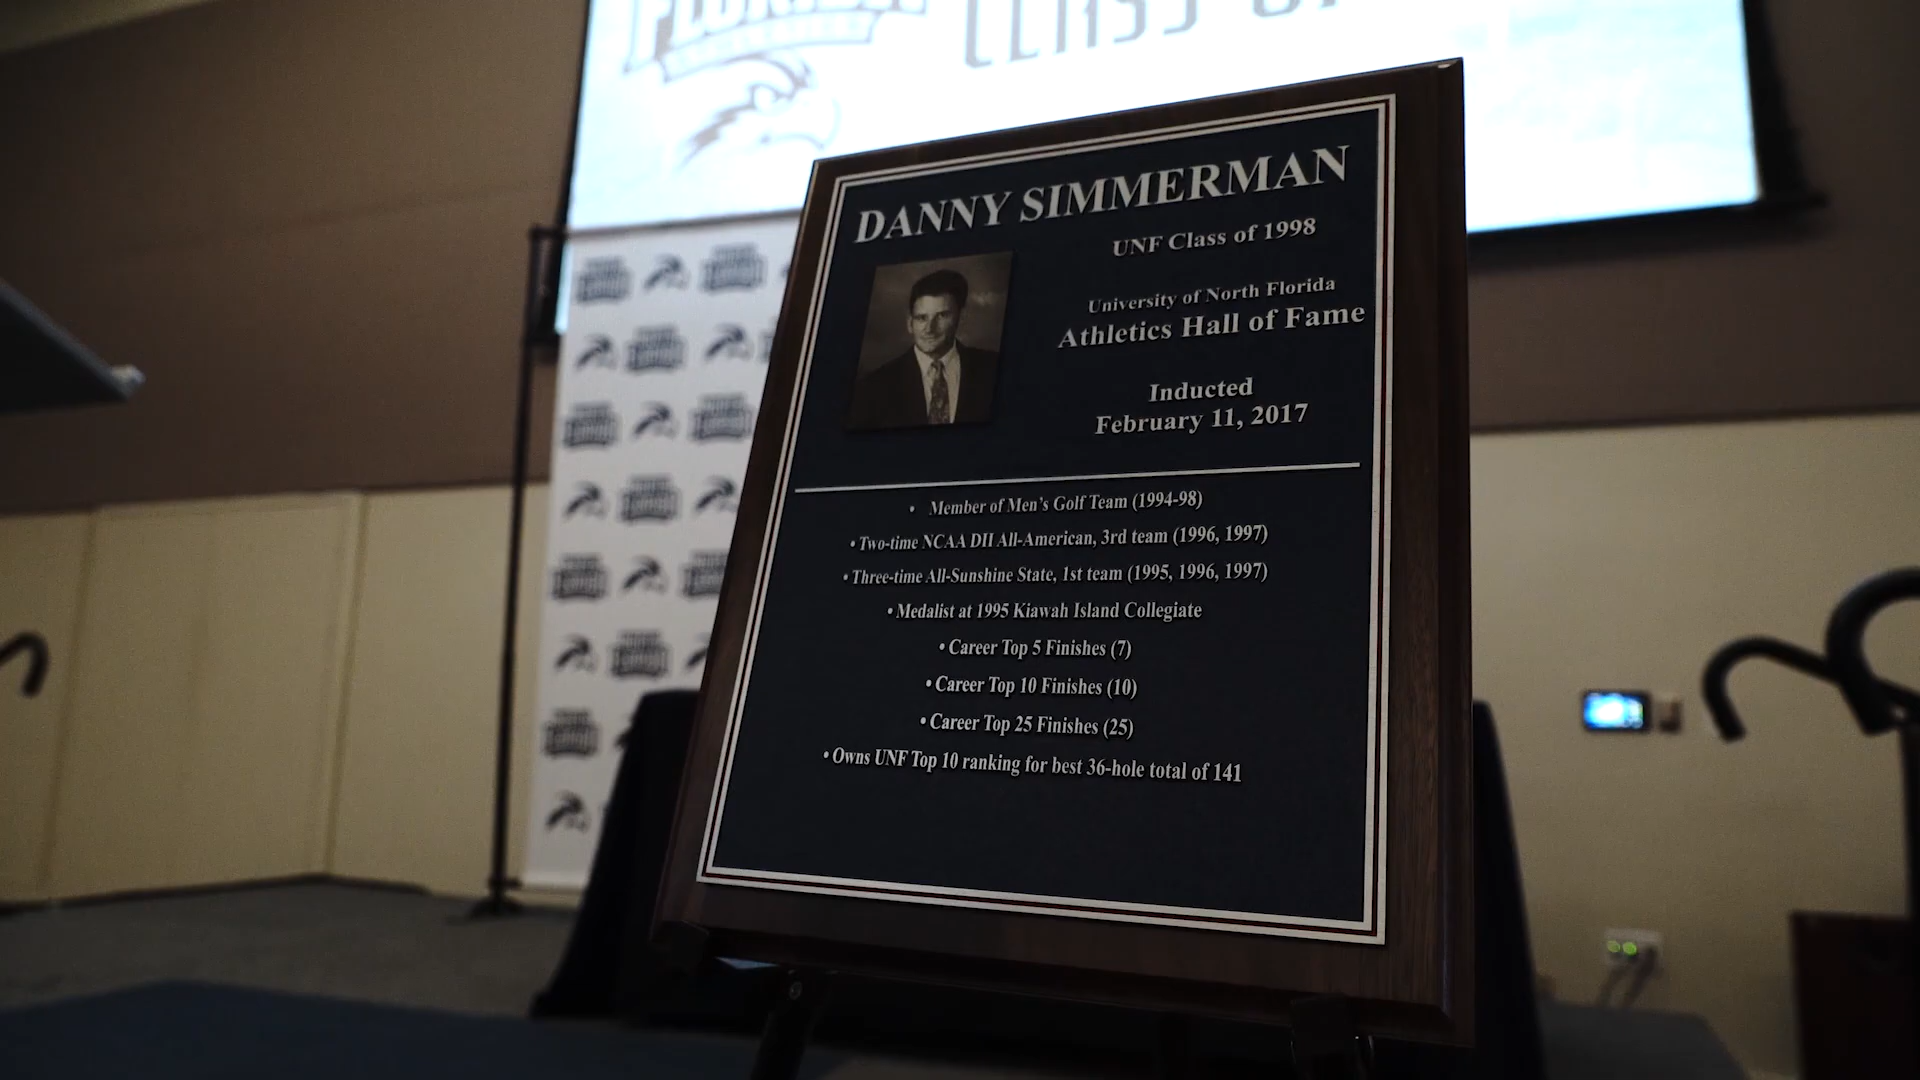 FLORIDA
CLASS OF
DANNY SIMMERMAN
UNF Class of 1998
University of North Florida
Athletics Hall of Fame
Inducted
February 11, 2017
• Member of Men's Golf Team (1994-98)
• Two-time NCAA DII All-American, 3rd team (1996, 1997)
• Three-time All-Sunshine State, 1st team (1995, 1996, 1997)
• Medalist at 1995 Kiawah Island Collegiate
• Career Top 5 Finishes (7)
• Career Top 10 Finishes (10)
• Career Top 25 Finishes (25)
• Owns UNF Top 10 ranking for best 36-hole total of 141